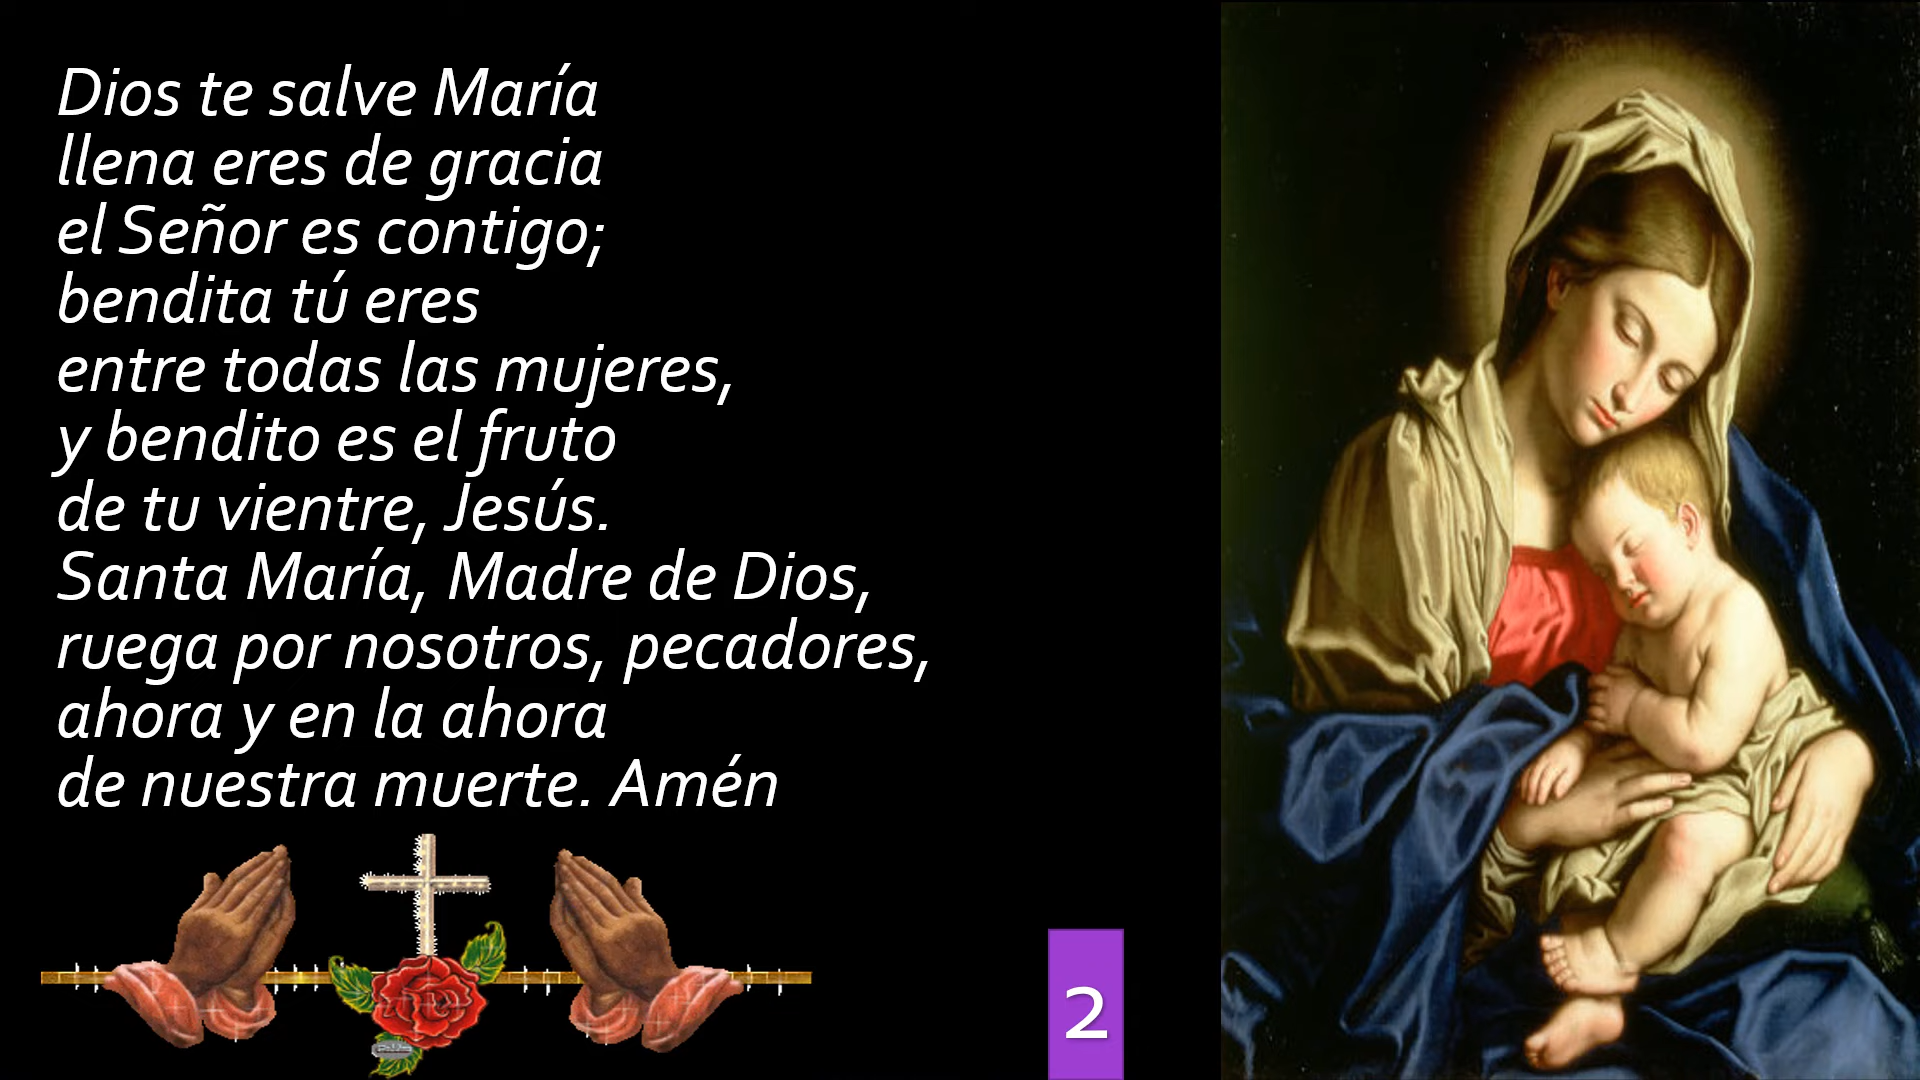 Dios te salve María
llena eres de gracia
el Señor es contigo;
bendita tú eres
entre todas las mujeres,
y bendito es el fruto
de tu vientre, Jesús.
Santa María, Madre de Dios,
ruega por nosotros, pecadores,
ahora y en la ahora
de nuestra muerte. Amén
2